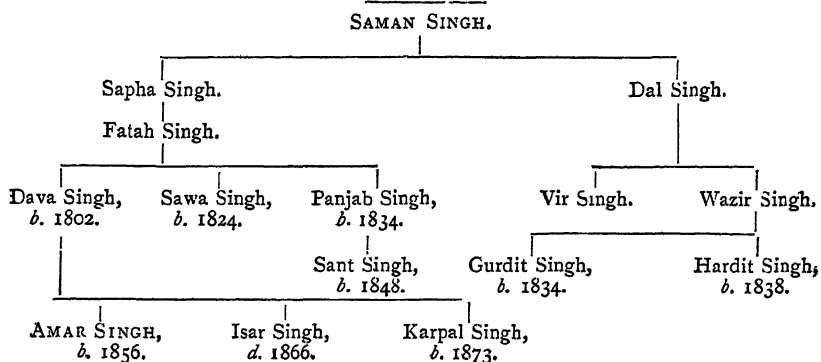 SAMAN SINGH.
Sapha Singh. Dal Singh.
Fatah Singh.
Dava Singh, Sawa Singh, Panjab Singh, Vir Singh. Wazir Singh.
b. 1802. b. 1824. b. 1834.
Sant Singh, Gurdit Singh, Hardit Singh,
b. 1848. b. 1834. b. 1838.
AMAR SINGH, Isar Singh, Karpal Singh,
b. 1856. d. 1866. b. 1873.